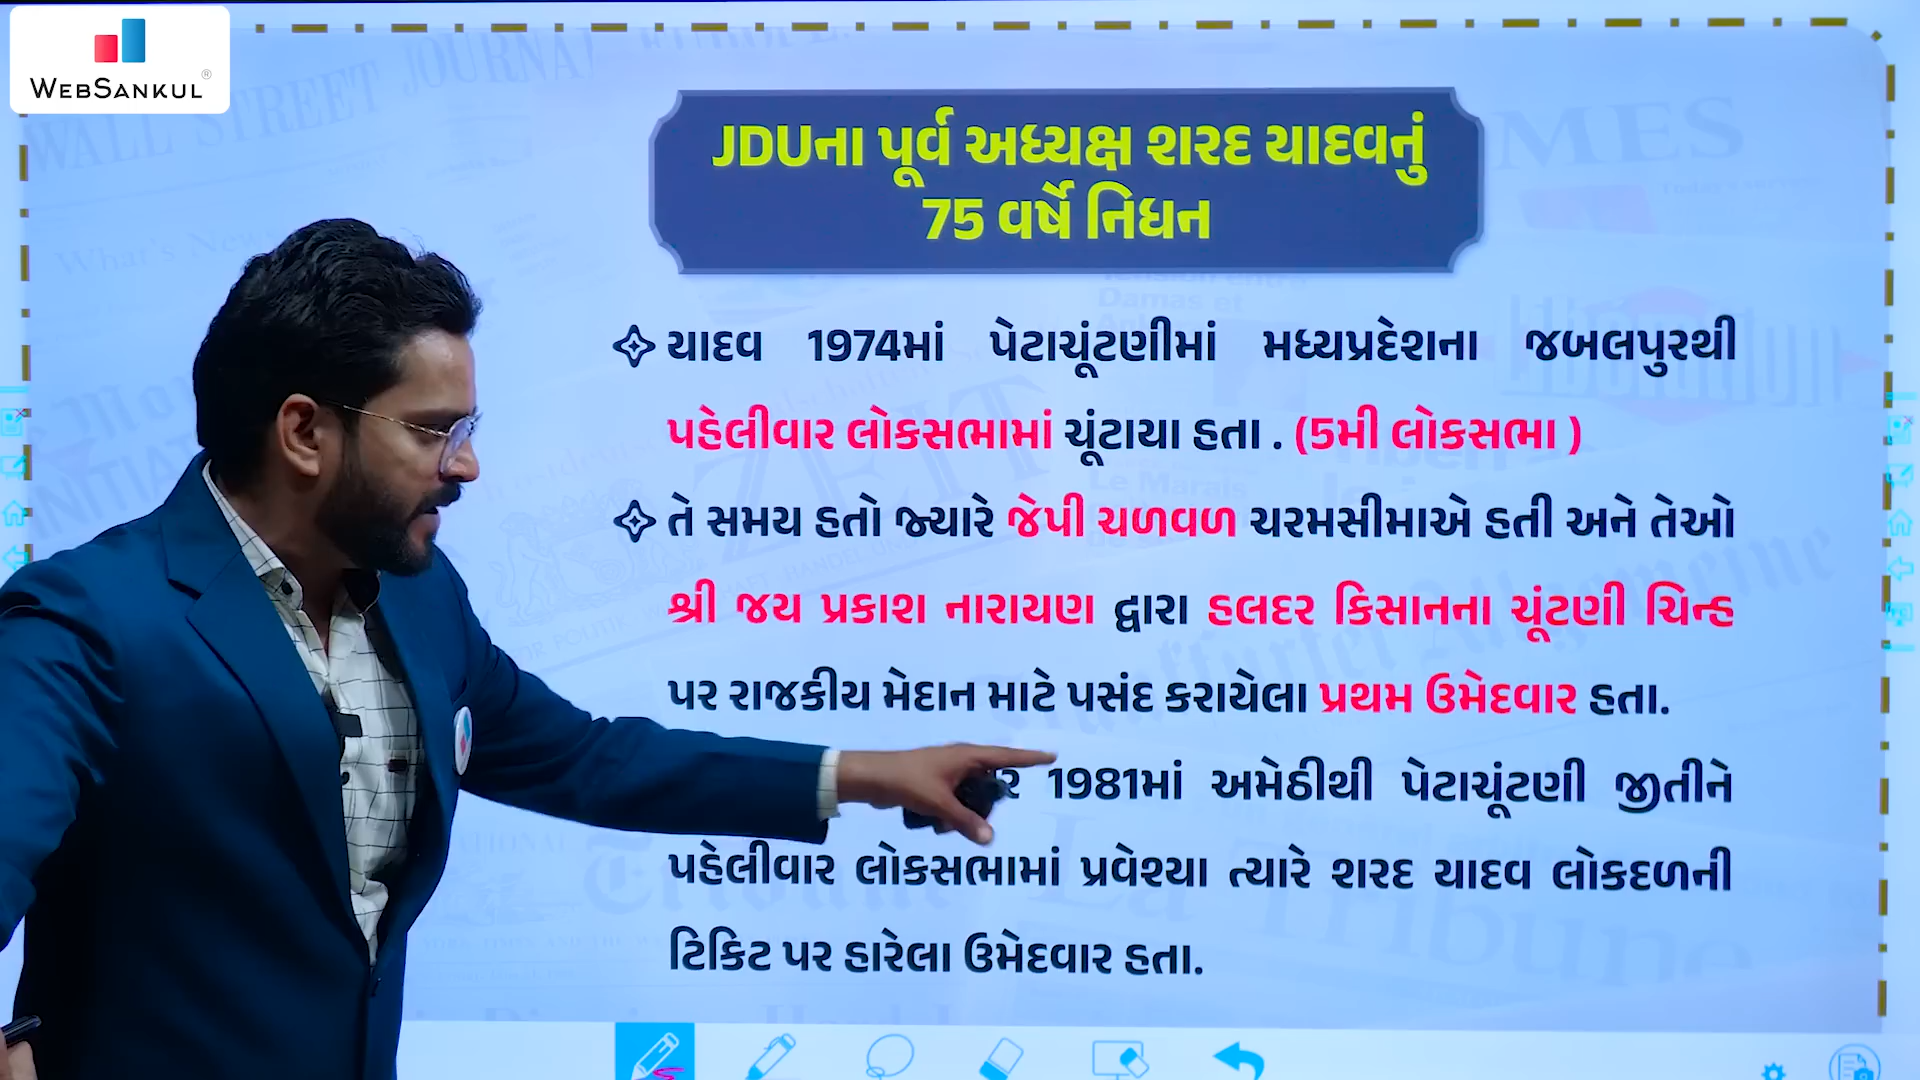 WEBSANKUL®
JDUના પૂર્વ અધ્યક્ષ શરદ યાદવનું
75 વર્ષે નિધન
યાદવ 1974માં પેટાચૂંટણીમાં મધ્યપ્રદેશના જબલપુરથી
પહેલીવાર લોકસભામાં ચૂંટાયા હતા . (5મી લોકસભા )
તે સમય હતો જ્યારે જેપી ચળવળ ચરમસીમાએ હતી અને તેઓ
શ્રી જય પ્રકાશ નારાયણ દ્વારા હલદર કિસાનના ચૂંટણી ચિન્હ
પર રાજકીય મેદાન માટે પસંદ કરાયેલા પ્રથમ ઉમેદવાર હતા.
1981માં અમેઠીથી પેટાચૂંટણી જીતીને
પહેલીવાર લોકસભામાં પ્રવેશ્યા ત્યારે શરદ યાદવ લોકદળની
ટિકિટ પર હારેલા ઉમેદવાર હતા.